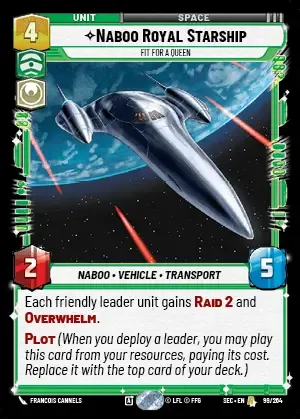 UNIT
SPACE
4
✧NABOO ROYAL STARSHIP
FIT FOR A QUEEN
2
5
NABOO • VEHICLE • TRANSPORT
Each friendly leader unit gains RAID 2 and
OVERWHELM.
PLOT (When you deploy a leader, you may play
this card from your resources, paying its cost.
Replace it with the top card of your deck.)
FRANCOIS CANNELS
© LFL © FFG
SEC • EN
99/264